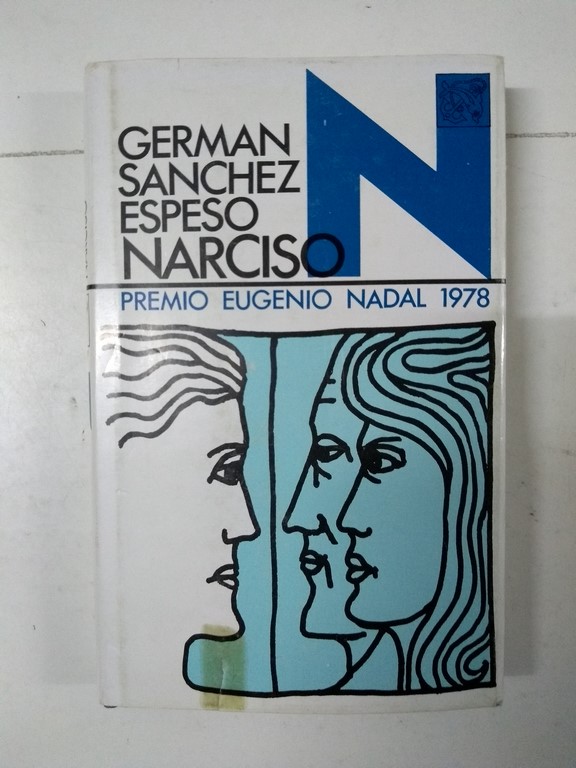 GERMAN
SANCHEZ
ESPESO
NARCISO
N
PREMIO EUGENIO NADAL 1978